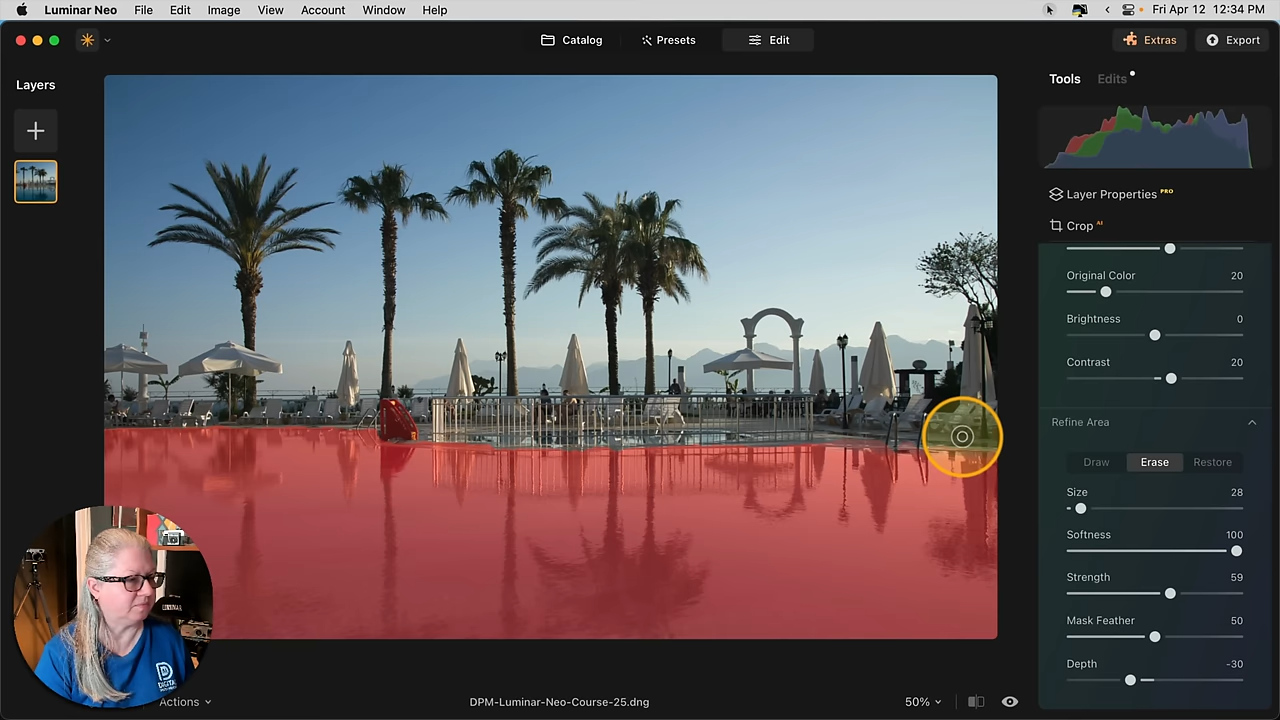 Luminar Neo File Edit Image View Account Window Help Fri Apr 12 12:34 PM
Catalog Presets Edit Extras Export
Layers
Tools Edits
Layer Properties PRO
Crop AI
Original Color 20
Brightness 0
Contrast 20
Refine Area
Draw Erase Restore
Size 28
Softness 100
Strength 59
Mask Feather 50
Depth -30
Actions DPM-Luminar-Neo-Course-25.dng 50%